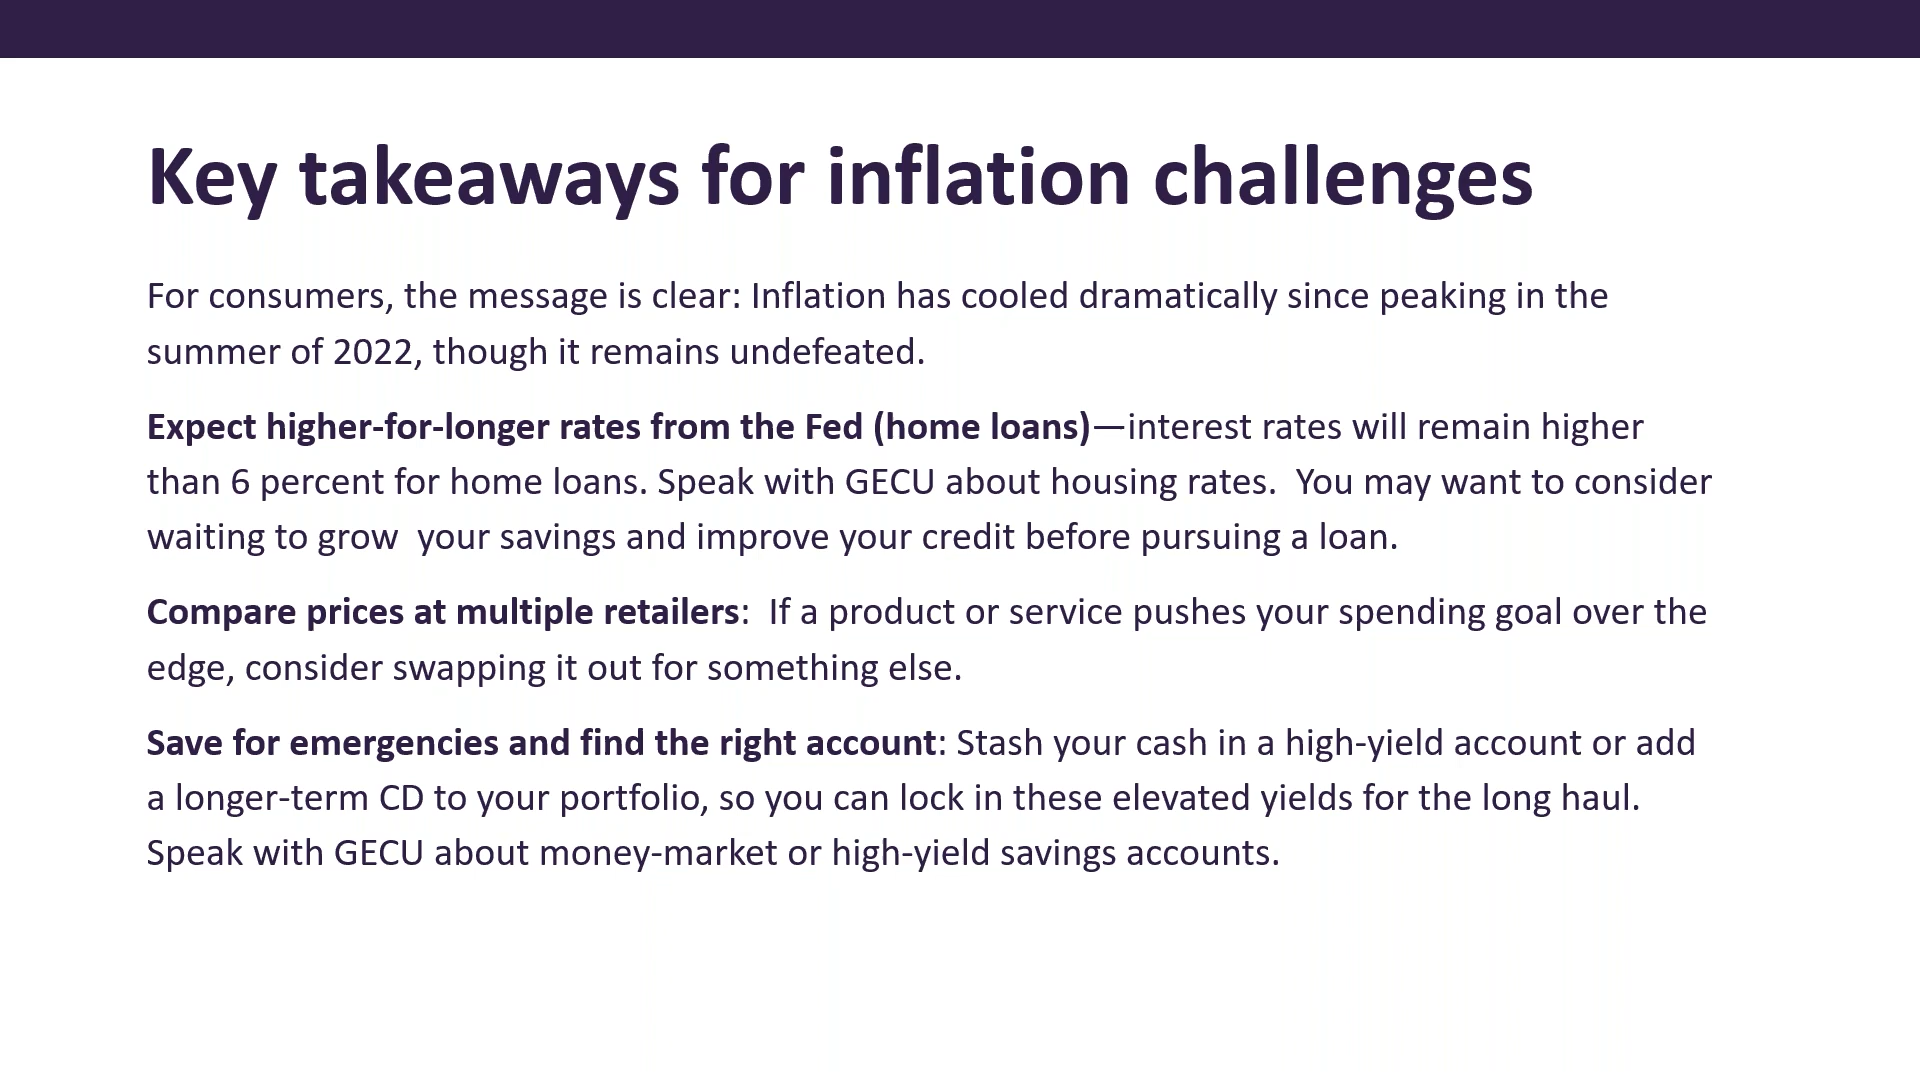 Key takeaways for inflation challenges
For consumers, the message is clear: Inflation has cooled dramatically since peaking in the
summer of 2022, though it remains undefeated.
Expect higher-for-longer rates from the Fed (home loans)—interest rates will remain higher
than 6 percent for home loans. Speak with GECU about housing rates.  You may want to consider
waiting to grow  your savings and improve your credit before pursuing a loan.
Compare prices at multiple retailers:  If a product or service pushes your spending goal over the
edge, consider swapping it out for something else.
Save for emergencies and find the right account: Stash your cash in a high-yield account or add
a longer-term CD to your portfolio, so you can lock in these elevated yields for the long haul.
Speak with GECU about money-market or high-yield savings accounts.